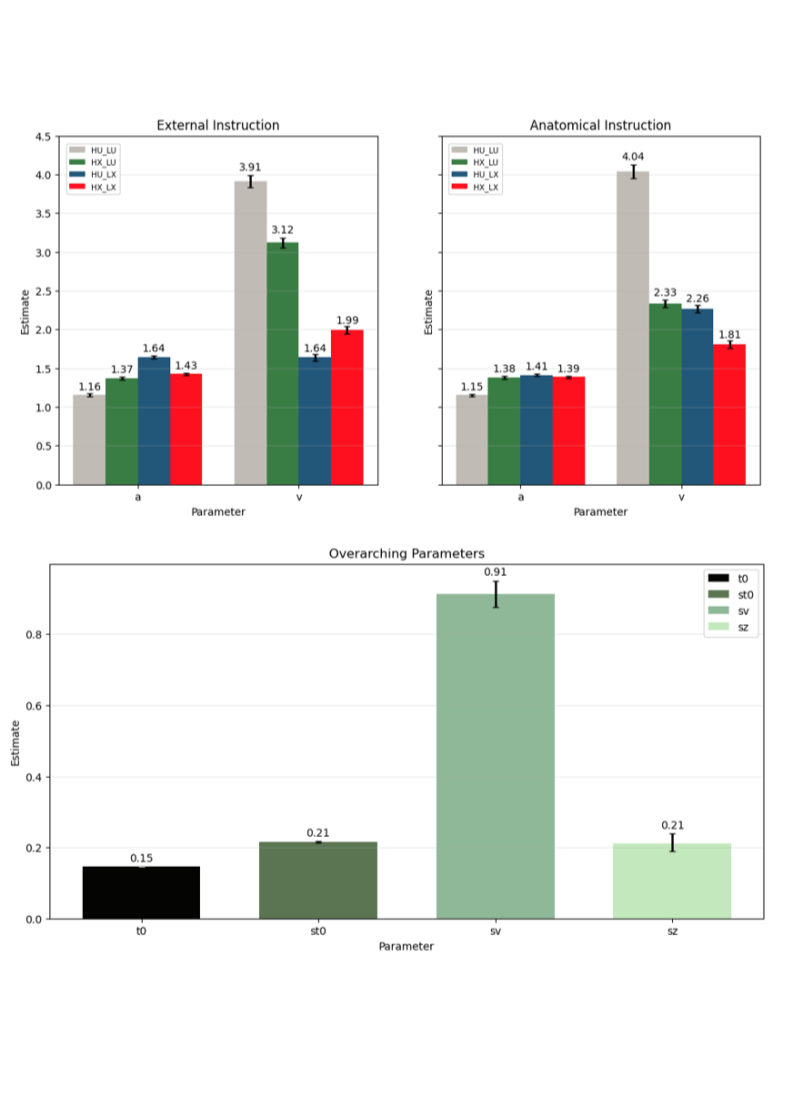 External Instruction
4.5
4.0
3.5
3.0
2.5
2.0
1.5
1.0
0.5
0.0
Estimate
HU_LU
HX_LU
HU_LX
HX_LX
1.16
1.37
1.64
1.43
3.91
3.12
1.64
1.99
a
v
Parameter
Anatomical Instruction
Estimate
HU_LU
HX_LU
HU_LX
HX_LX
1.15
1.38
1.41
1.39
4.04
2.33
2.26
1.81
a
v
Parameter
Overarching Parameters
0.8
0.6
0.4
0.2
0.0
Estimate
t0
st0
sv
sz
0.15
0.21
0.91
0.21
t0
st0
sv
sz
Parameter